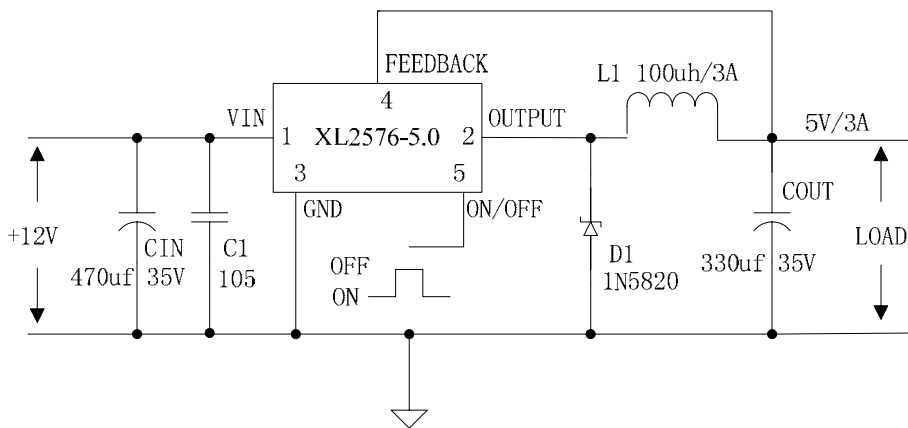 FEEDBACK
L1 100uh/3A
4
VIN
OUTPUT
5V/3A
1 XL2576-5.0 2
3 5
GND
ON/OFF
COUT
+12V
CIN
C1
OFF
D1
330uf 35V
LOAD
470uf 35V
105
ON
1N5820